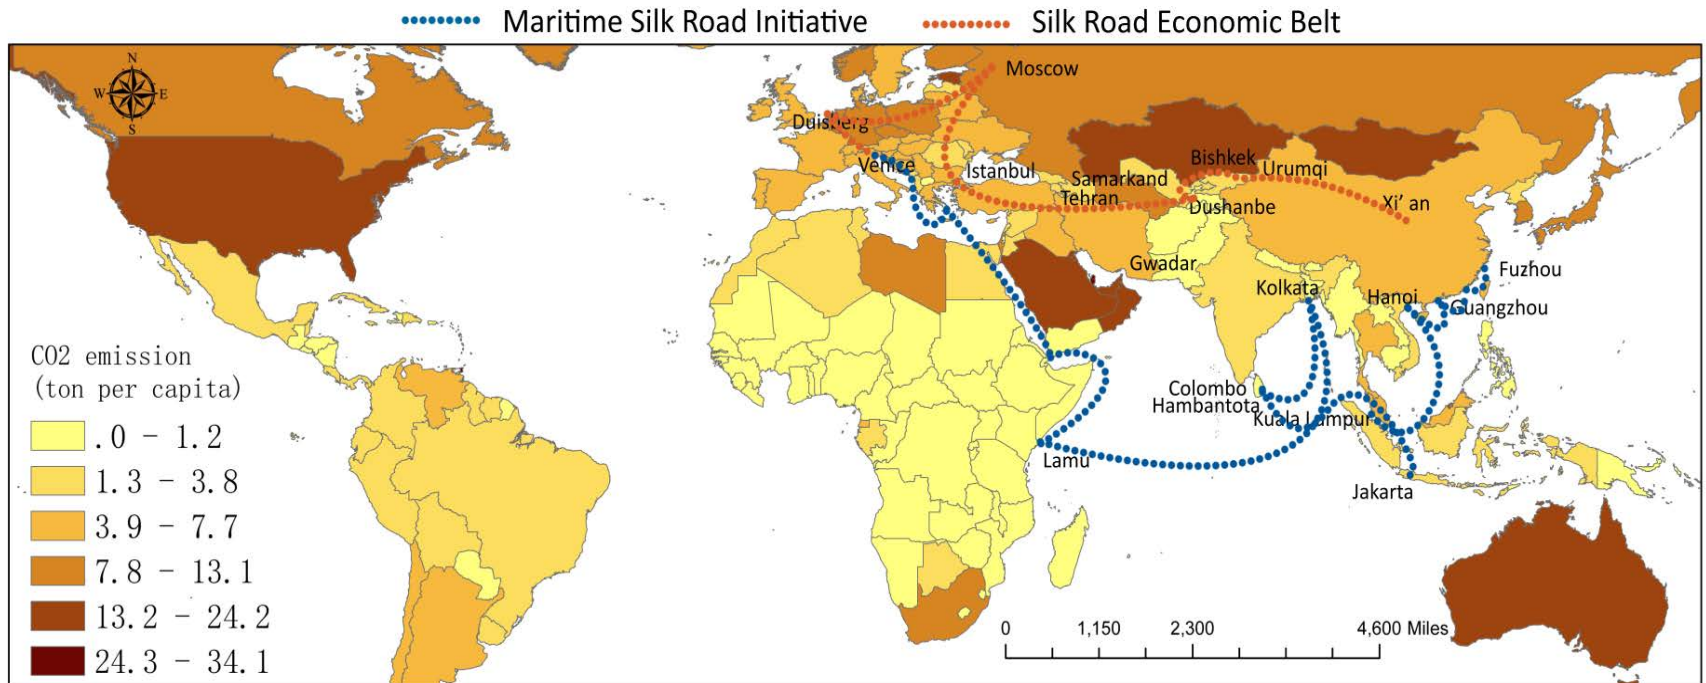 Maritime Silk Road Initiative
Silk Road Economic Belt
N
W E
S
Moscow
Duisberg
Venice
Istanbul
Bishkek
Urumqi
Samarkand
Tehran
Dushanbe
Xi' an
Gwadar
Kolkata
Hanoi
Fuzhou
Guangzhou
Colombo
Hambantota
Kuala Lumpur
Lamu
Jakarta
CO2 emission
(ton per capita)
.0 - 1.2
1.3 - 3.8
3.9 - 7.7
7.8 - 13.1
13.2 - 24.2
24.3 - 34.1
0 1,150 2,300 4,600 Miles